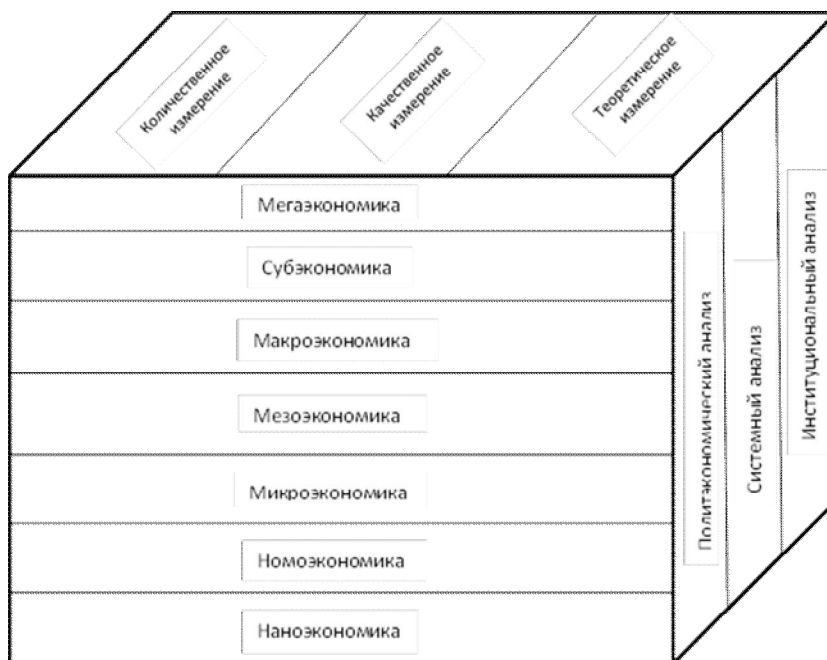 Количественное
измерение
Качественное
измерение
Теоретическое
измерение
Мегаэкономика
Субэкономика
Макроэкономика
Мезоэкономика
Микроэкономика
Номоэкономика
Наноэкономика
Политэкономический анализ
Системный анализ
Институциональный анализ